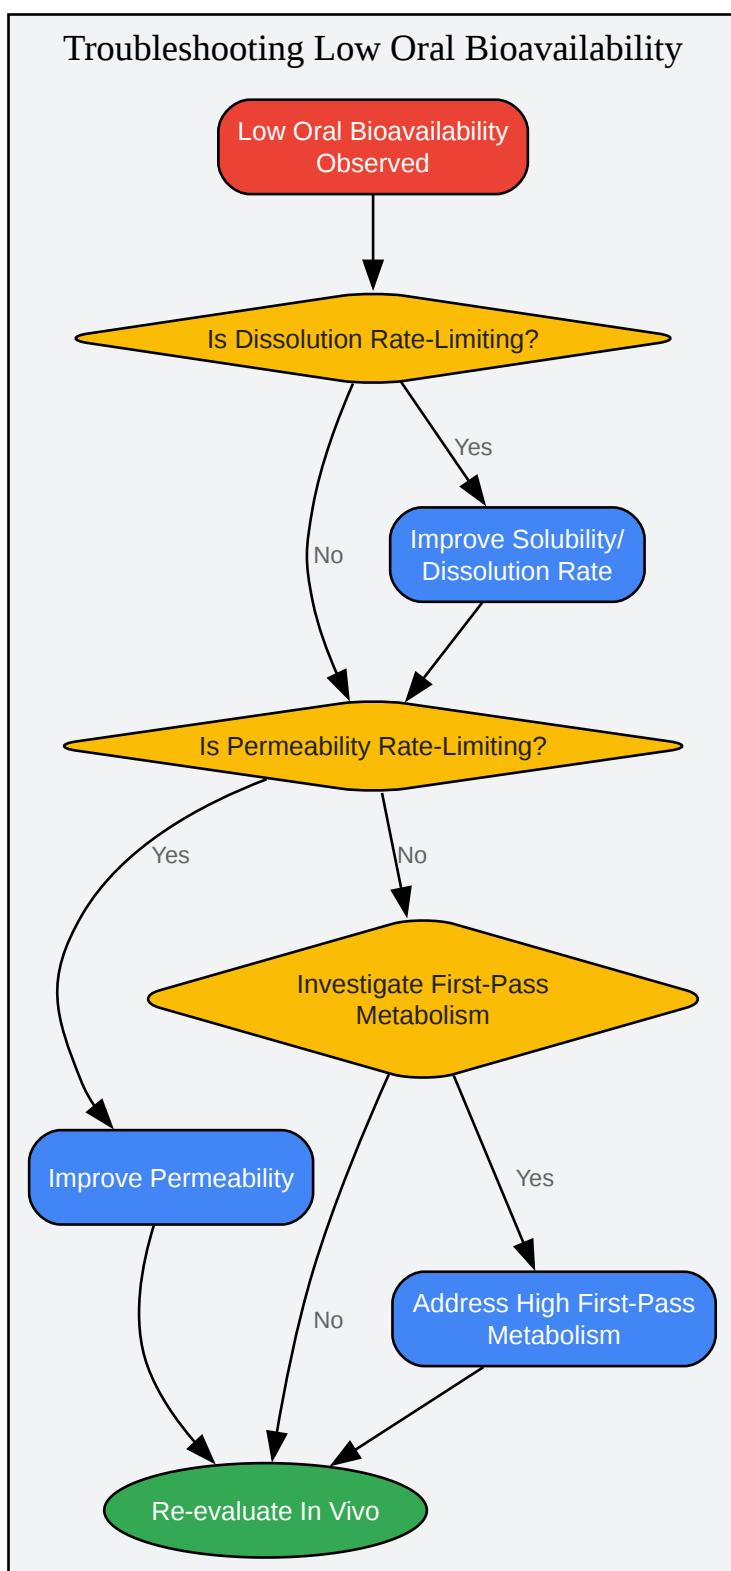 Troubleshooting Low Oral Bioavailability
Low Oral Bioavailability
Observed
Is Dissolution Rate-Limiting?
Yes
Improve Solubility/
Dissolution Rate
No
Is Permeability Rate-Limiting?
Yes
No
Investigate First-Pass
Metabolism
Improve Permeability
Yes
Address High First-Pass
Metabolism
No
Re-evaluate In Vivo